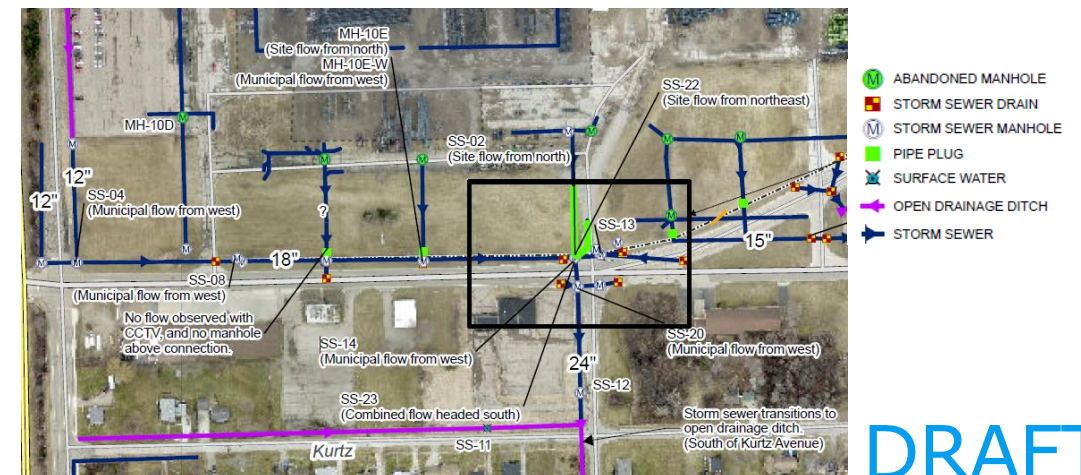 MH-10E
(Site flow from north)
MH-10E-W
(Municipal flow from west)
SS-22
(Site flow from northeast)
MH-10D
SS-02
(Site flow from north)
12"
12"
SS-04
(Municipal flow from west)
?
SS-13
15"
18"
SS-08
(Municipal flow from west)
No flow observed with
CCTV, and no manhole
above connection.
SS-14
(Municipal flow from west)
SS-20
(Municipal flow from west)
24"
SS-12
SS-23
(Combined flow headed south)
SS-11
Kurtz
Storm sewer transitions to
open drainage ditch.
(South of Kurtz Avenue)
M ABANDONED MANHOLE
STORM SEWER DRAIN
M STORM SEWER MANHOLE
PIPE PLUG
SURFACE WATER
OPEN DRAINAGE DITCH
STORM SEWER
DRAFT